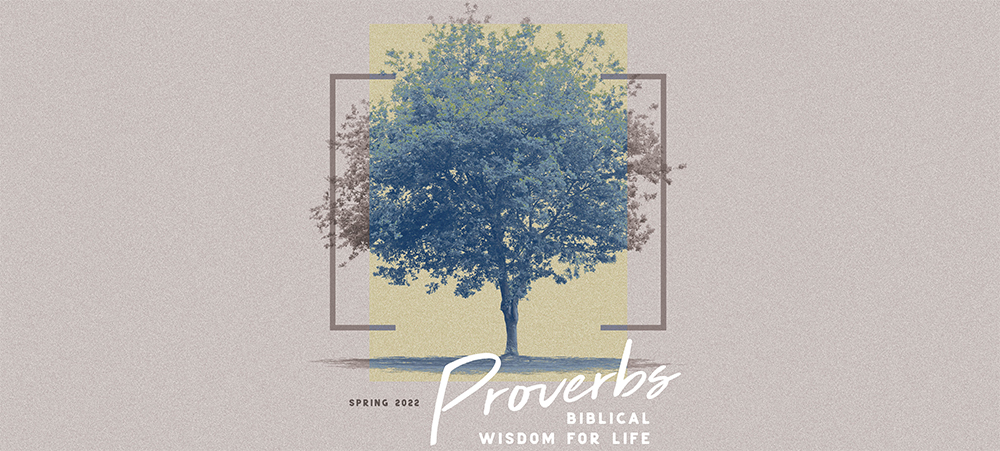 SPRING 2022
Proverbs
BIBLICAL
WISDOM FOR LIFE